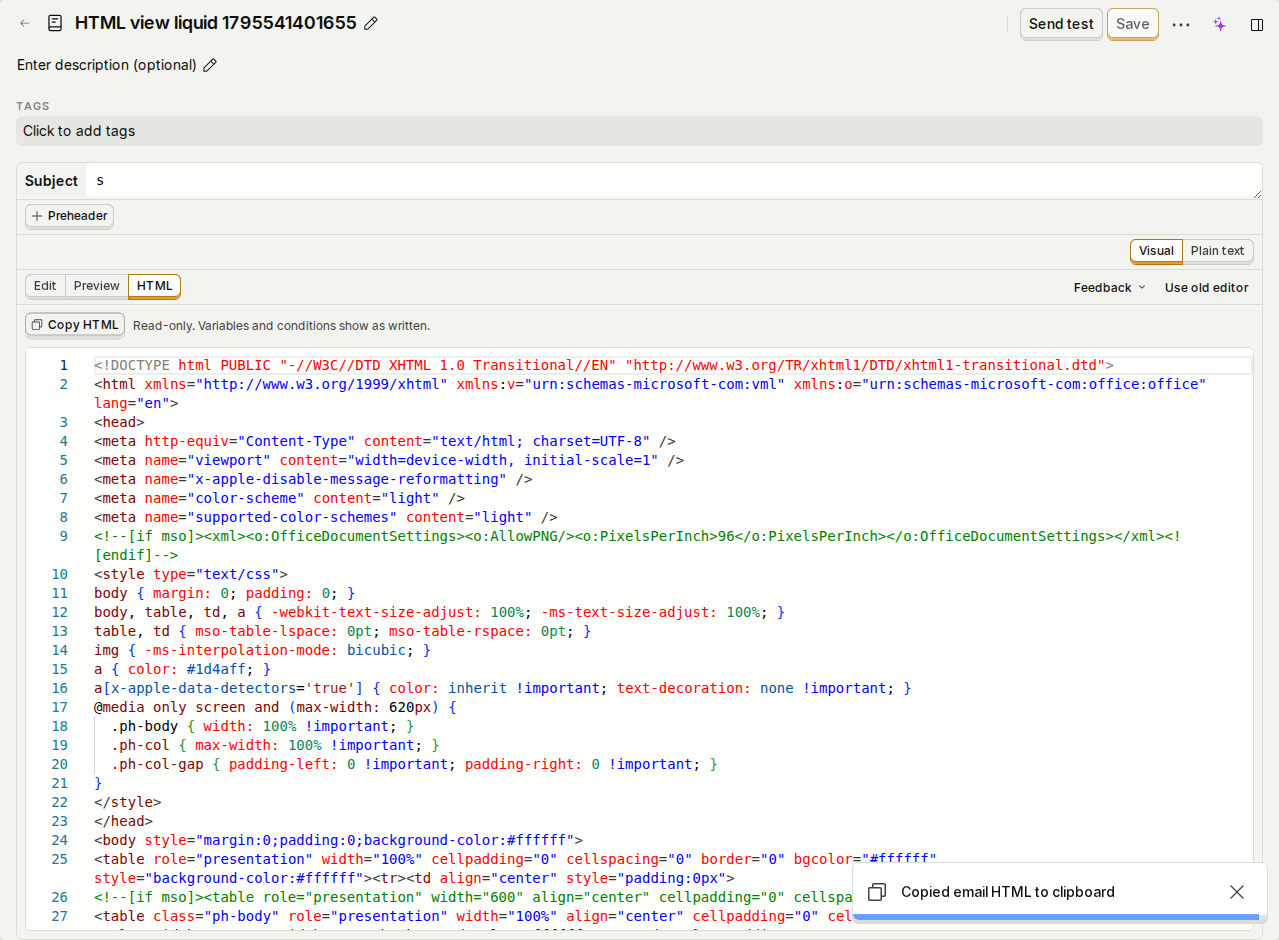 HTML view liquid 1795541401655
Send test
Save
Enter description (optional)
TAGS
Click to add tags
Subject
s
Preheader
Visual
Plain text
Edit
Preview
HTML
Feedback
Use old editor
Copy HTML
Read-only. Variables and conditions show as written.
1 <!DOCTYPE html PUBLIC "-//W3C//DTD XHTML 1.0 Transitional//EN" "http://www.w3.org/TR/xhtml1/DTD/xhtml1-transitional.dtd">
2 <html xmlns="http://www.w3.org/1999/xhtml" xmlns:v="urn:schemas-microsoft-com:vml" xmlns:o="urn:schemas-microsoft-com:office:office"
lang="en">
3 <head>
4 <meta http-equiv="Content-Type" content="text/html; charset=UTF-8" />
5 <meta name="viewport" content="width=device-width, initial-scale=1" />
6 <meta name="x-apple-disable-message-reformatting" />
7 <meta name="color-scheme" content="light" />
8 <meta name="supported-color-schemes" content="light" />
9 <!--[if mso]><xml><o:OfficeDocumentSettings><o:AllowPNG/><o:PixelsPerInch>96</o:PixelsPerInch></o:OfficeDocumentSettings></xml><!
[endif]-->
10 <style type="text/css">
11 body { margin: 0; padding: 0; }
12 body, table, td, a { -webkit-text-size-adjust: 100%; -ms-text-size-adjust: 100%; }
13 table, td { mso-table-lspace: 0pt; mso-table-rspace: 0pt; }
14 img { -ms-interpolation-mode: bicubic; }
15 a { color: #1d4aff; }
16 a[x-apple-data-detectors='true'] { color: inherit !important; text-decoration: none !important; }
17 @media only screen and (max-width: 620px) {
18 .ph-body { width: 100% !important; }
19 .ph-col { max-width: 100% !important; }
20 .ph-col-gap { padding-left: 0 !important; padding-right: 0 !important; }
21 }
22 </style>
23 </head>
24 <body style="margin:0;padding:0;background-color:#ffffff">
25 <table role="presentation" width="100%" cellpadding="0" cellspacing="0" border="0" bgcolor="#ffffff"
style="background-color:#ffffff"><tr><td align="center" style="padding:0px">
26 <!--[if mso]><table role="presentation" width="600" align="center" cellpadding="0" cellspa
27 <table class="ph-body" role="presentation" width="100%" align="center" cellpadding="0" cel
Copied email HTML to clipboard